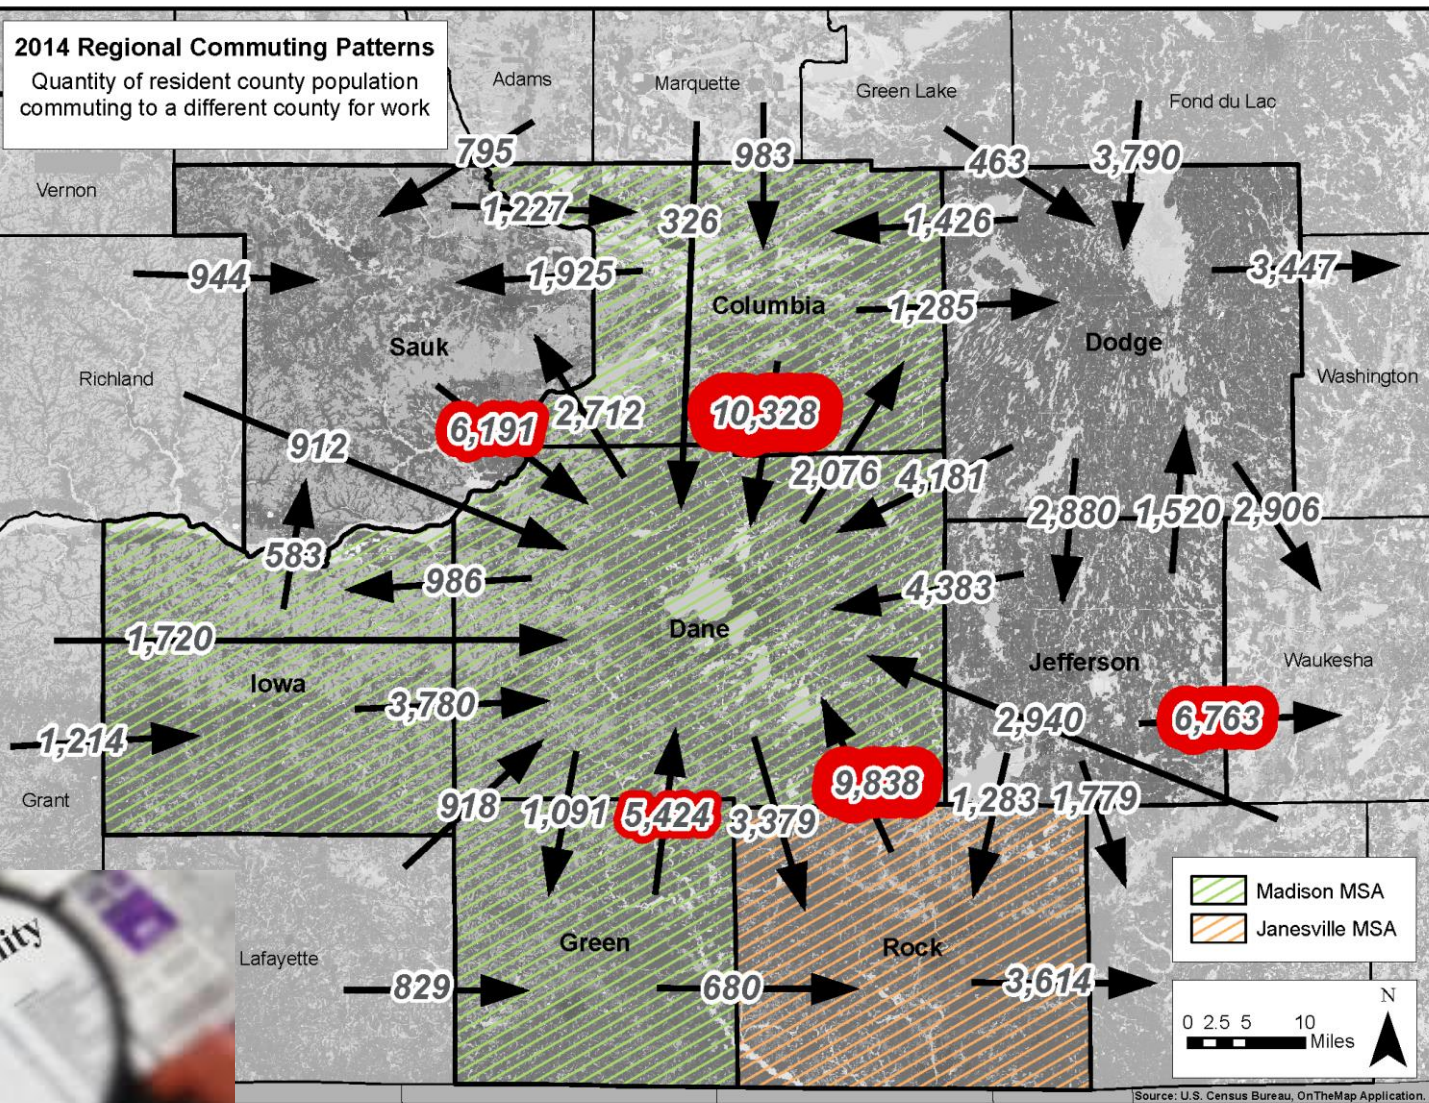 2014 Regional Commuting Patterns
Quantity of resident county population
commuting to a different county for work
Adams
Marquette
Green Lake
Fond du Lac
795
983
463
3,790
Vernon
1,227
326
1,426
944
1,925
3,447
Columbia
1,285
Sauk
Dodge
Richland
Washington
6,191
2,712
10,328
912
2,076
4,181
2,880
1,520
2,906
583
986
4,383
1,720
Dane
Iowa
Jefferson
Waukesha
3,780
2,940
6,763
1,214
Grant
918
1,091
5,424
3,379
9,838
1,283
1,779
Madison MSA
Janesville MSA
ity
Lafayette
Green
Rock
829
680
3,614
N
0 2.5 5 10
Miles
Source: U.S. Census Bureau, OnTheMap Application.